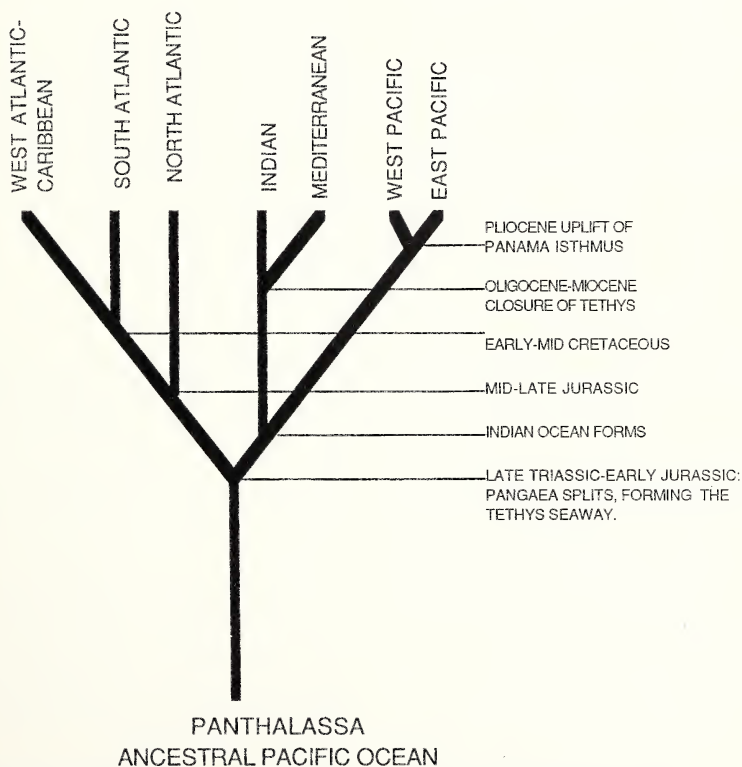 WEST ATLANTIC-
CARIBBEAN
SOUTH ATLANTIC
NORTH ATLANTIC
INDIAN
MEDITERRANEAN
WEST PACIFIC
EAST PACIFIC
PLIOCENE UPLIFT OF
PANAMA ISTHMUS
OLIGOCENE-MIOCENE
CLOSURE OF TETHYS
EARLY-MID CRETACEOUS
MID-LATE JURASSIC
INDIAN OCEAN FORMS
LATE TRIASSIC-EARLY JURASSIC:
PANGAEA SPLITS, FORMING THE
TETHYS SEAWAY.
PANTHALASSA
ANCESTRAL PACIFIC OCEAN